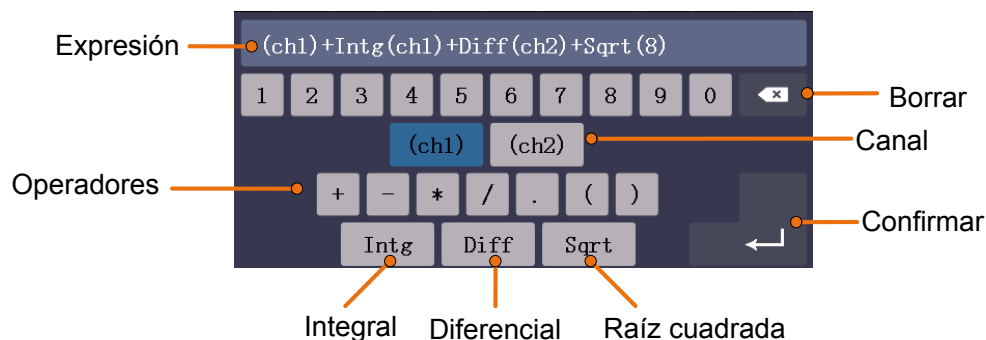 Expresión
(ch1)+Intg(ch1)+Diff(ch2)+Sqrt(8)
1 2 3 4 5 6 7 8 9 0
Borrar
(ch1) (ch2)
Canal
Operadores
+ - * / . ( )
Confirmar
Intg Diff Sqrt
Integral Diferencial Raíz cuadrada